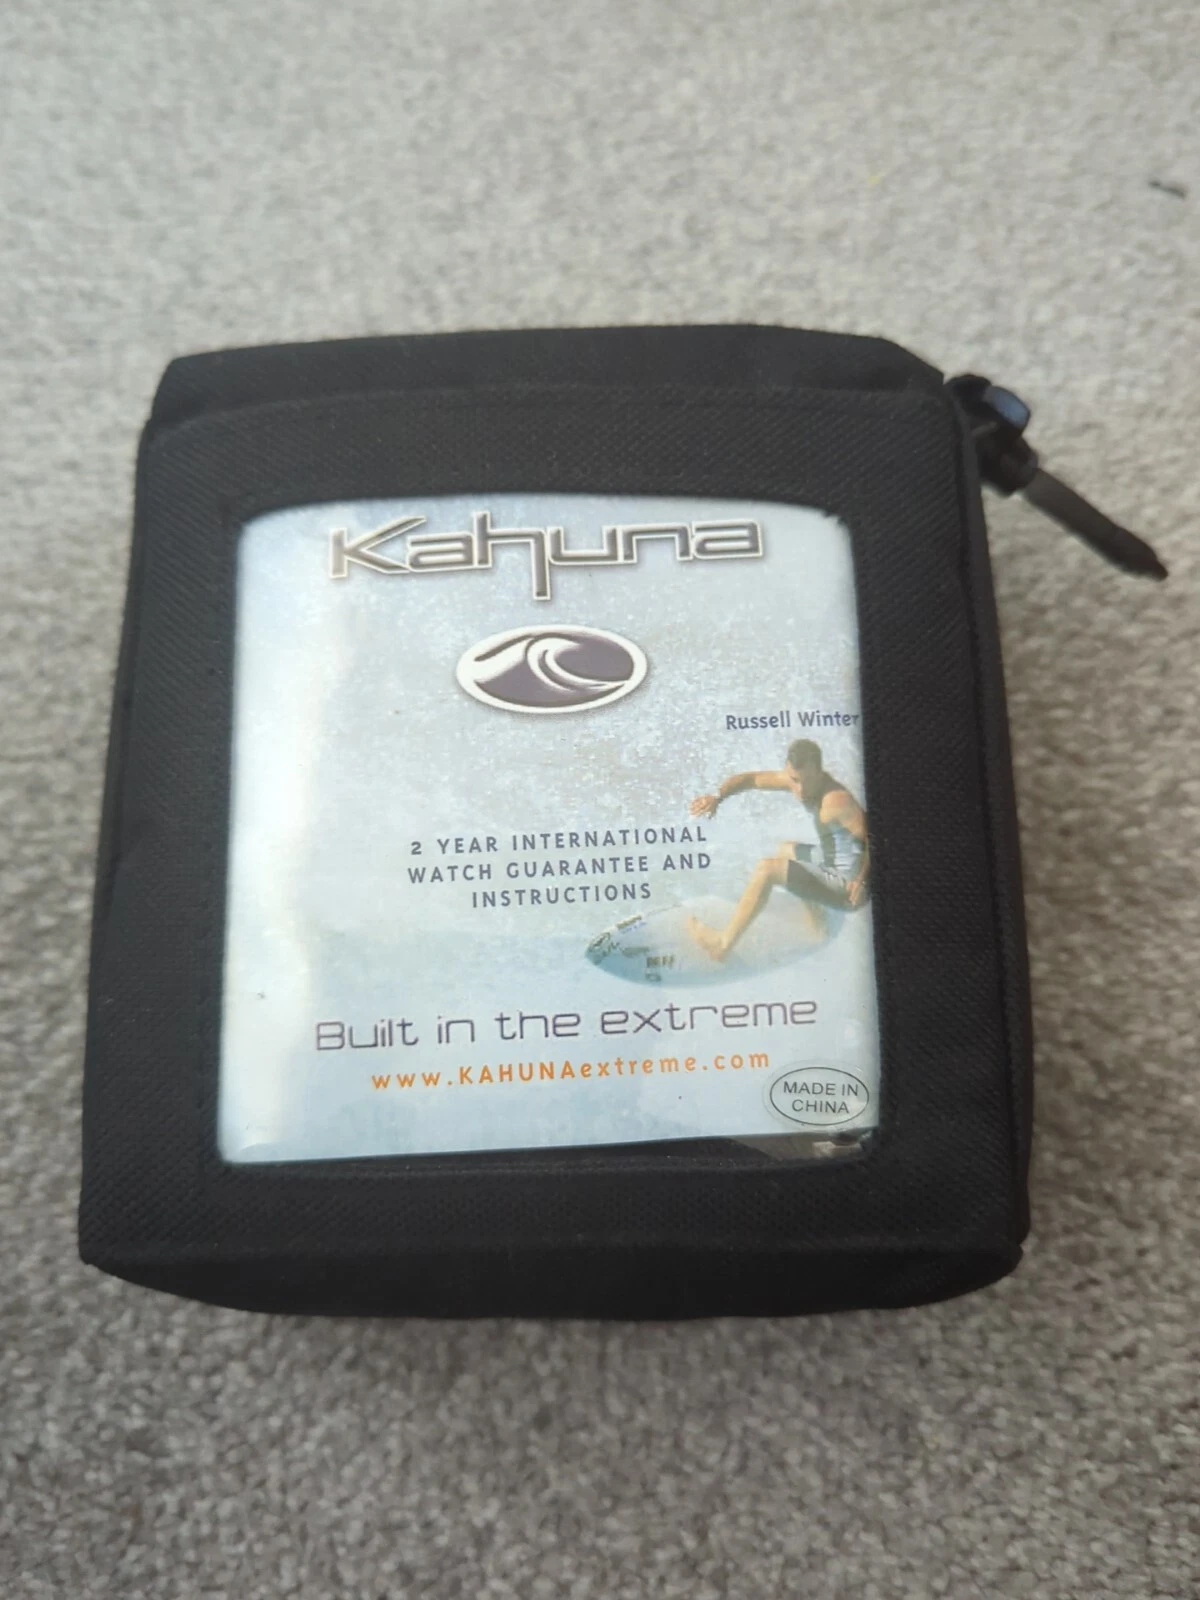 Kahuna
Russell Winter
2 YEAR INTERNATIONAL
WATCH GUARANTEE AND
INSTRUCTIONS
Built in the extreme
www.KAHUNAextreme.com
MADE IN
CHINA